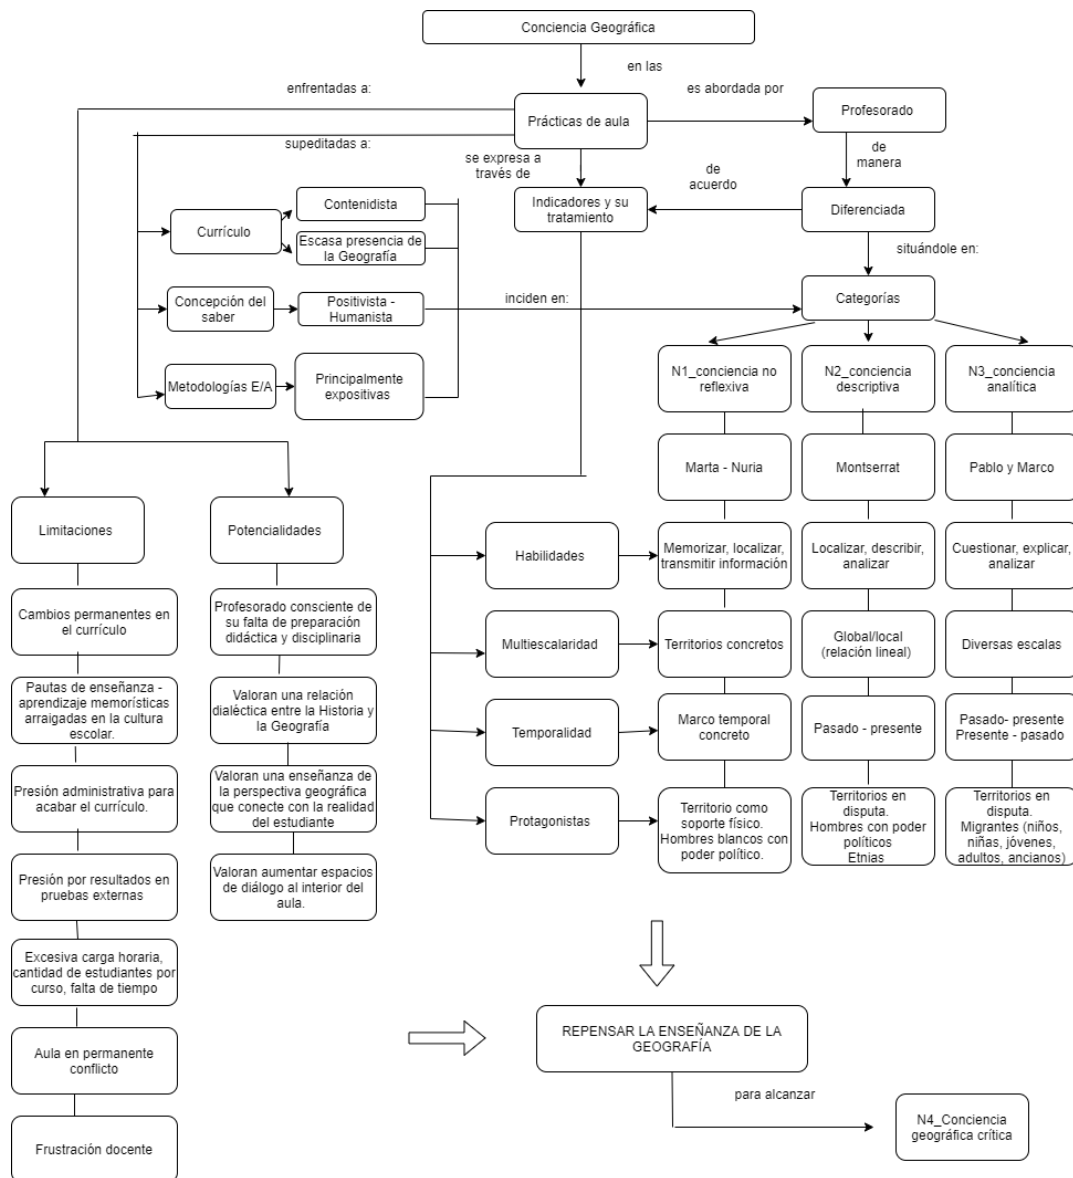 Conciencia Geográfica
en las
enfrentadas a:
es abordada por
Prácticas de aula
Profesorado
supeditadas a:
se expresa a
través de
de
acuerdo
de
manera
Indicadores y su
tratamiento
Diferenciada
Currículo
Contenidista
Escasa presencia de
la Geografía
situándole en:
Concepción del
saber
Positivista -
Humanista
inciden en:
Categorías
Metodologías E/A
Principalmente
expositivas
N1_conciencia no
reflexiva
N2_conciencia
descriptiva
N3_conciencia
analítica
Marta - Nuria
Montserrat
Pablo y Marco
Limitaciones
Potencialidades
Habilidades
Memorizar, localizar,
transmitir información
Localizar, describir,
analizar
Cuestionar, explicar,
analizar
Cambios permanentes en
el currículo
Profesorado consciente de
su falta de preparación
didáctica y disciplinaria
Multiescalaridad
Territorios concretos
Global/local
(relación lineal)
Diversas escalas
Pautas de enseñanza -
aprendizaje memorísticas
arraigadas en la cultura
escolar.
Valoran una relación
dialéctica entre la Historia y
la Geografía
Temporalidad
Marco temporal
concreto
Pasado - presente
Pasado- presente
Presente - pasado
Presión administrativa para
acabar el currículo.
Valoran una enseñanza de
la perspectiva geográfica
que conecte con la realidad
del estudiante
Protagonistas
Territorio como
soporte físico.
Hombres blancos con
poder político.
Territorios en
disputa.
Hombres con poder
políticos
Etnias
Territorios en
disputa.
Migrantes (niños,
niñas, jóvenes,
adultos, ancianos)
Presión por resultados en
pruebas externas
Valoran aumentar espacios
de diálogo al interior del
aula.
Excesiva carga horaria,
cantidad de estudiantes por
curso, falta de tiempo
Aula en permanente
conflicto
Frustración docente
REPENSAR LA ENSEÑANZA DE LA
GEOGRAFÍA
para alcanzar
N4_Conciencia
geográfica crítica